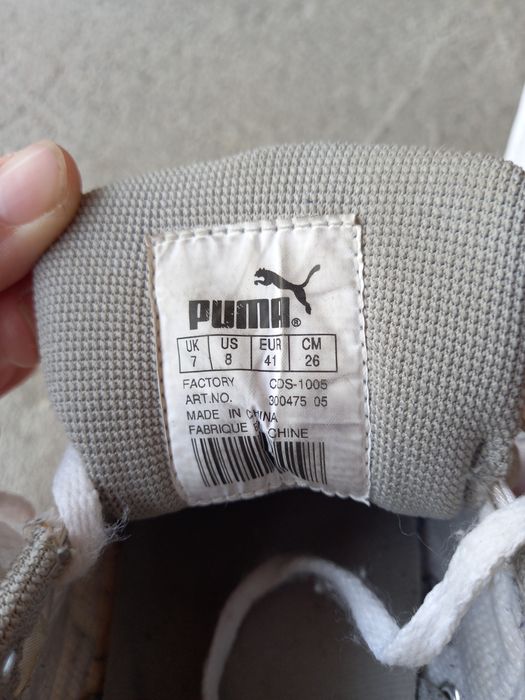 PUMA®
UK US EUR CM
7 8 41 26
FACTORY CDS-1005
ART.NO. 300475 05
MADE IN CHINA
FABRIQUE E CHINE